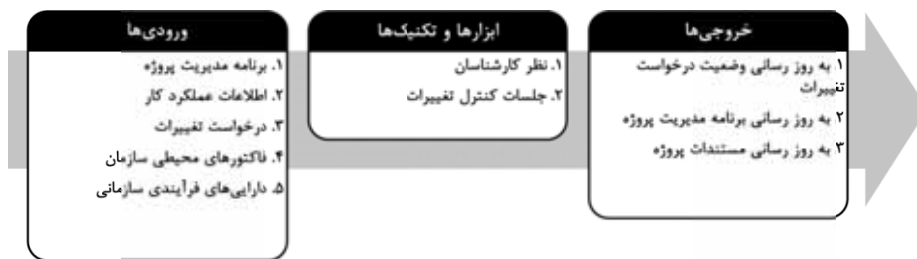 ورودی‌ها
۱. برنامه مدیریت پروژه
۲. اطلاعات عملکرد کار
۳. درخواست تغییرات
۴. فاکتورهای محیطی سازمان
۵. دارایی‌های فرآیندی سازمانی
ابزارها و تکنیک‌ها
۱. نظر کارشناسان
۲. جلسات کنترل تغییرات
خروجی‌ها
۱ به روز رسانی وضعیت درخواست
تغییرات
۲ به روز رسانی برنامه مدیریت پروژه
۳ به روز رسانی مستندات پروژه